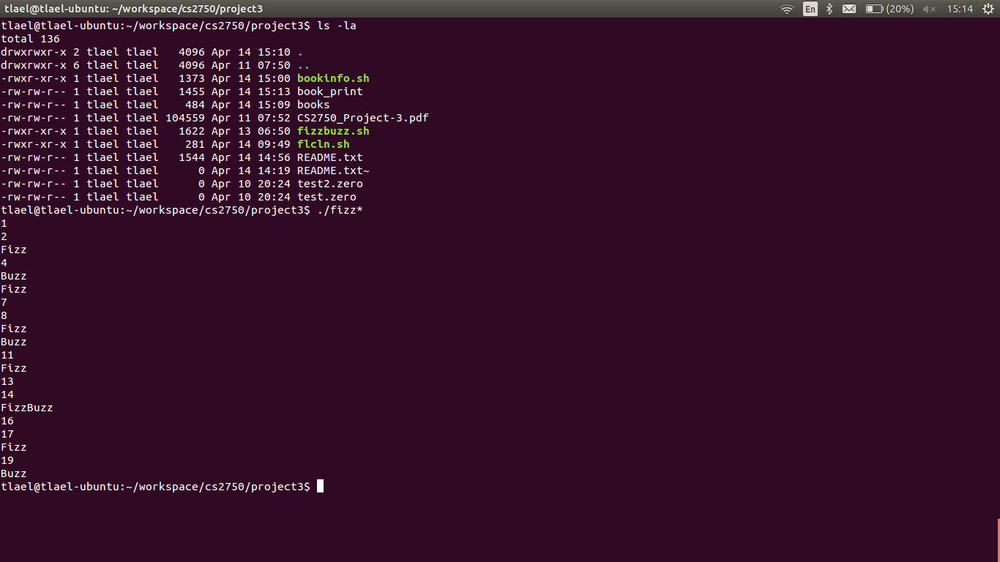 tlael@tlael-ubuntu: ~/workspace/cs2750/project3 En (20%) 15:14
tlael@tlael-ubuntu:~/workspace/cs2750/project3$ ls -la
total 136
drwxrwxr-x 2 tlael tlael   4096 Apr 14 15:10 .
drwxrwxr-x 6 tlael tlael   4096 Apr 11 07:50 ..
-rwxr-xr-x 1 tlael tlael   1373 Apr 14 15:00 bookinfo.sh
-rw-rw-r-- 1 tlael tlael   1455 Apr 14 15:13 book_print
-rw-rw-r-- 1 tlael tlael    484 Apr 14 15:09 books
-rw-rw-r-- 1 tlael tlael 104559 Apr 11 07:52 CS2750_Project-3.pdf
-rwxr-xr-x 1 tlael tlael   1622 Apr 13 06:50 fizzbuzz.sh
-rwxr-xr-x 1 tlael tlael    281 Apr 14 09:49 flcln.sh
-rw-rw-r-- 1 tlael tlael   1544 Apr 14 14:56 README.txt
-rw-rw-r-- 1 tlael tlael      0 Apr 14 14:19 README.txt~
-rw-rw-r-- 1 tlael tlael      0 Apr 10 20:24 test2.zero
-rw-rw-r-- 1 tlael tlael      0 Apr 10 20:24 test.zero
tlael@tlael-ubuntu:~/workspace/cs2750/project3$ ./fizz*
1
2
Fizz
4
Buzz
Fizz
7
8
Fizz
Buzz
11
Fizz
13
14
FizzBuzz
16
17
Fizz
19
Buzz
tlael@tlael-ubuntu:~/workspace/cs2750/project3$